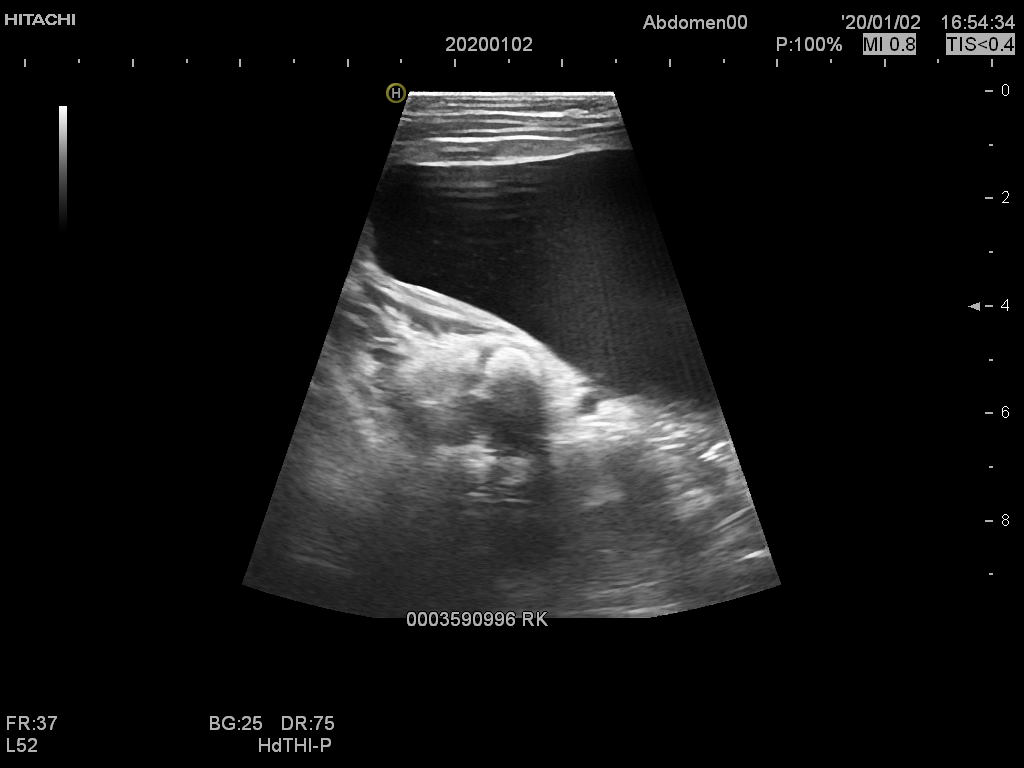 HITACHI
Abdomen00 '20/01/02 16:54:34
20200102 P:100% MI 0.8 TIS<0.4
H
0
2
4
6
8
0003590996 RK
FR:37 BG:25 DR:75
L52 HdTHI-P